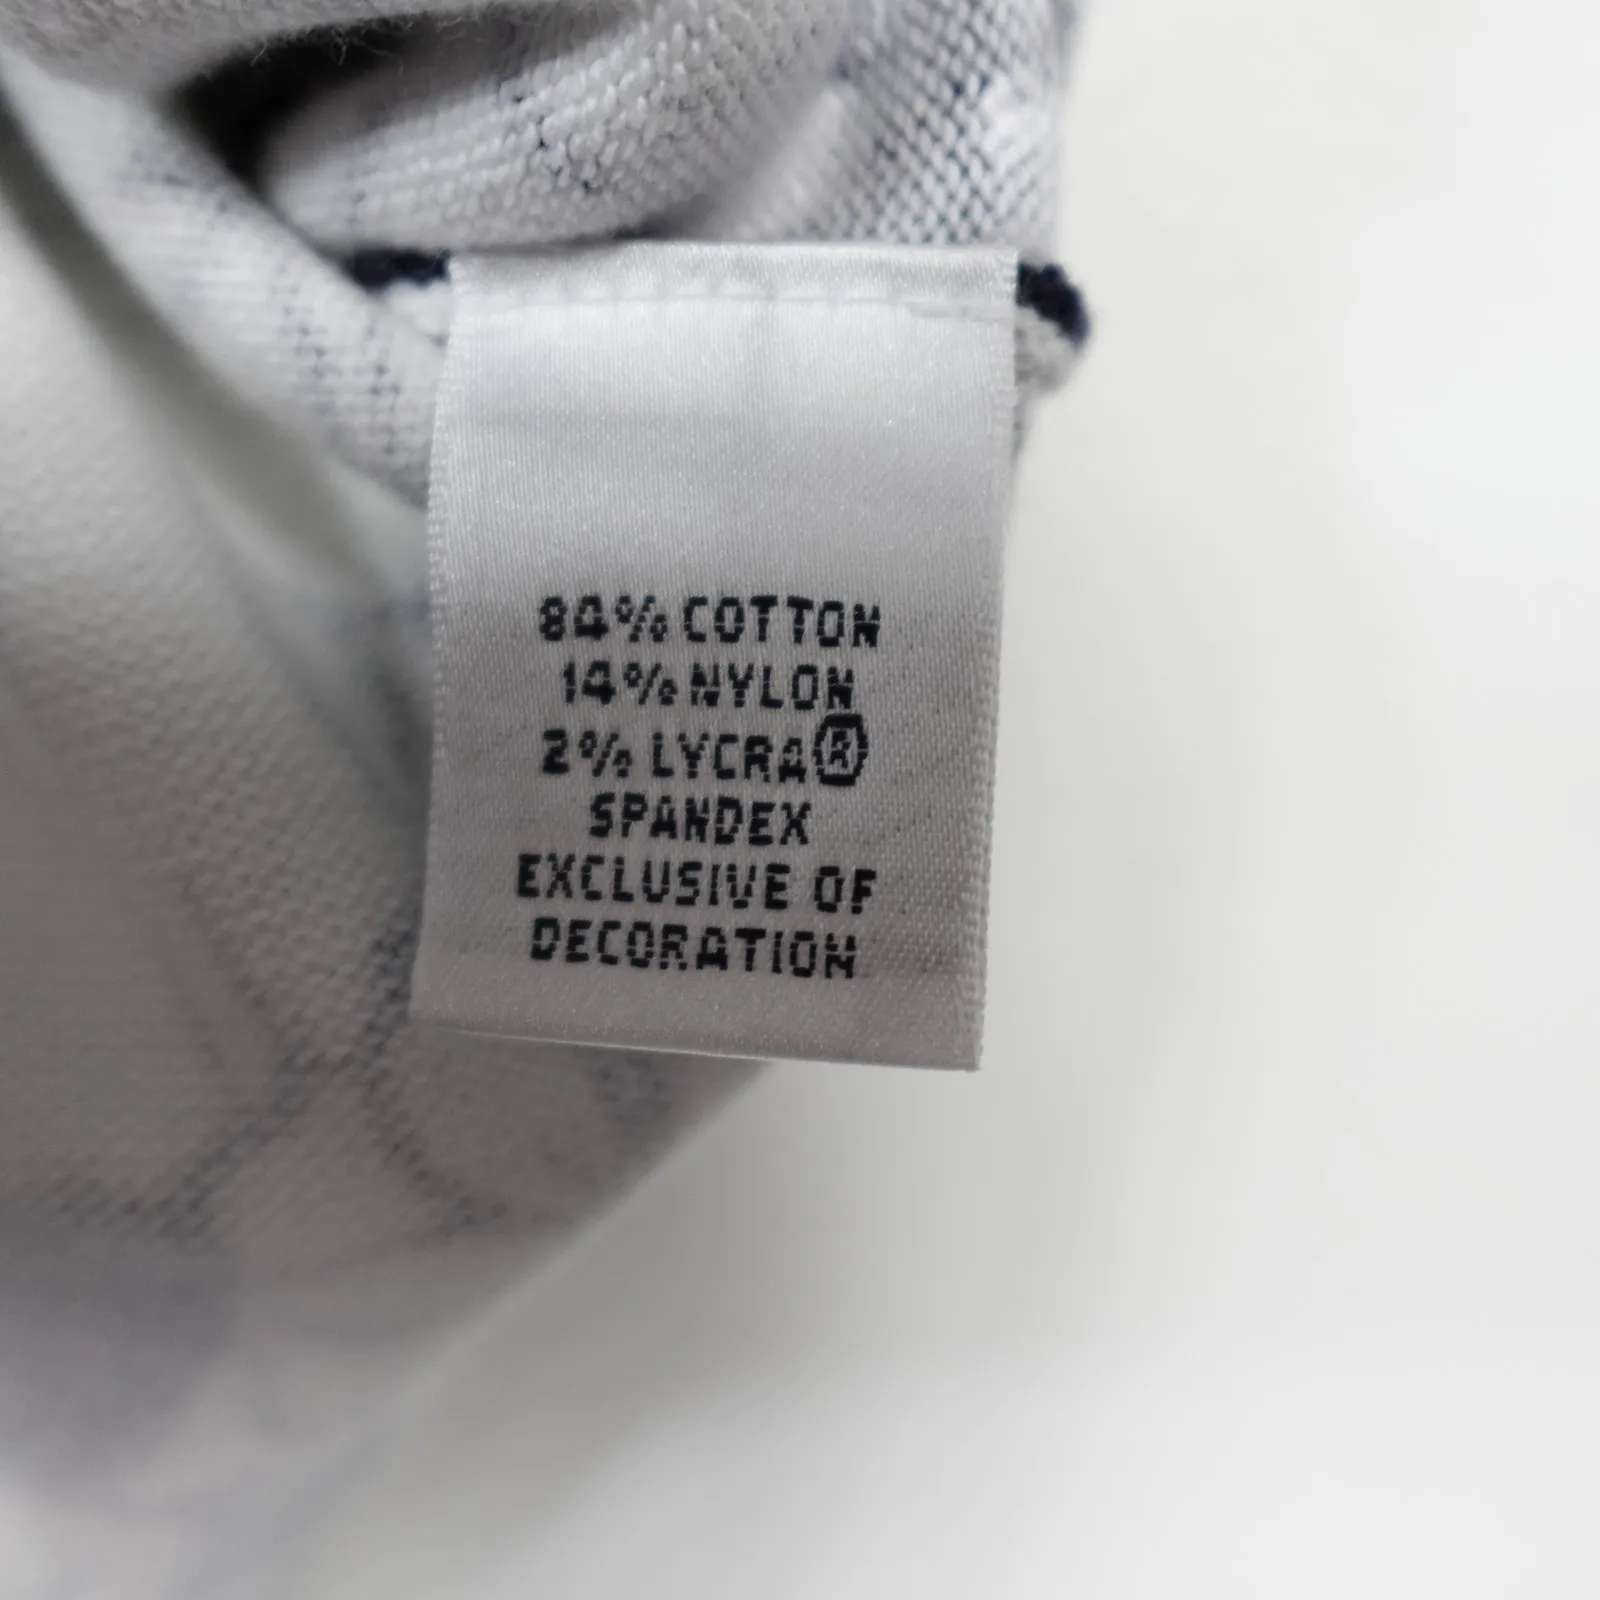 84% COTTON
14% NYLON
2% LYCRA®
SPANDEX
EXCLUSIVE OF
DECORATION